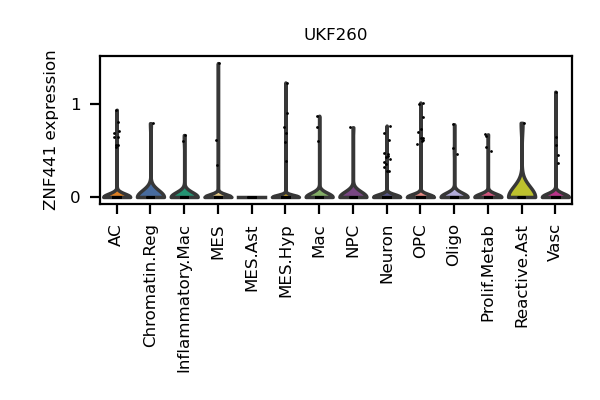 UKF260
ZNF441 expression
1
0
AC
Chromatin.Reg
Inflammatory.Mac
MES
MES.Ast
MES.Hyp
Mac
NPC
Neuron
OPC
Oligo
Prolif.Metab
Reactive.Ast
Vasc